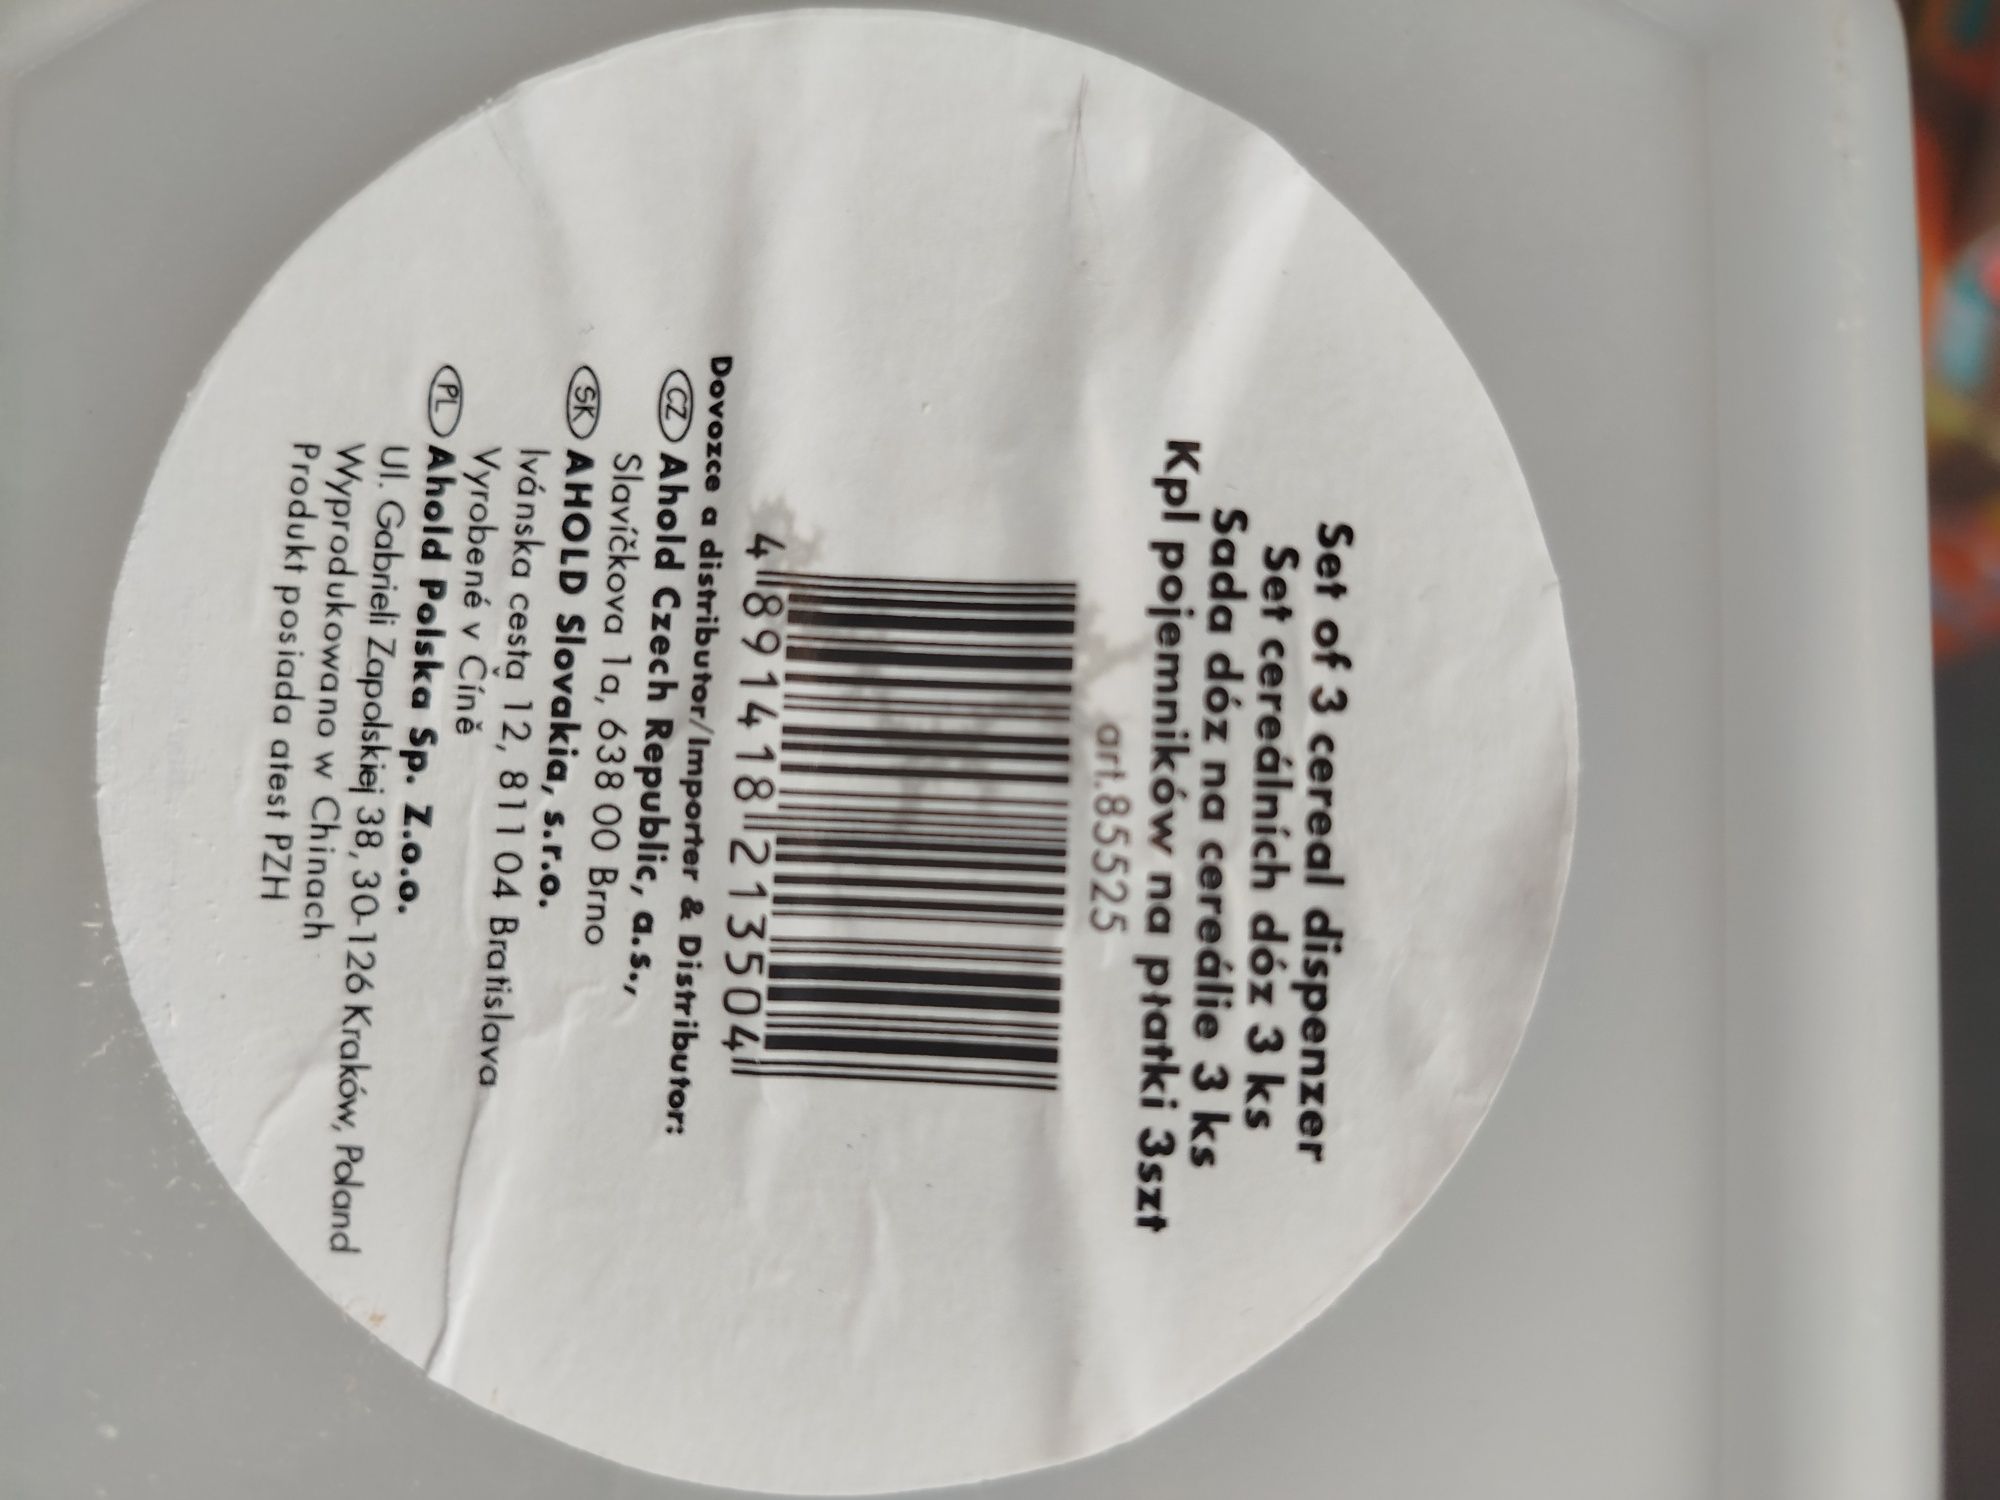 Set of 3 cereal dispenzer
Set cereálních dóz 3 ks
Sada dóz na cereálie 3 ks
Kpl pojemników na płatki 3szt
art.85525
4 891418 213504
Dovozce a distributor/Importer & Distributor:
CZ Ahold Czech Republic, a.s.,
Slavíčkova 1a, 638 00 Brno
SK AHOLD Slovakia, s.r.o.
Ivánska cesta 12, 811 04 Bratislava
Vyrobené v Číně
PL Ahold Polska Sp. Z.o.o.
Ul. Gabrieli Zapolskiej 38, 30-126 Kraków, Poland
Wyprodukowano w Chinach
Produkt posiada atest PZH